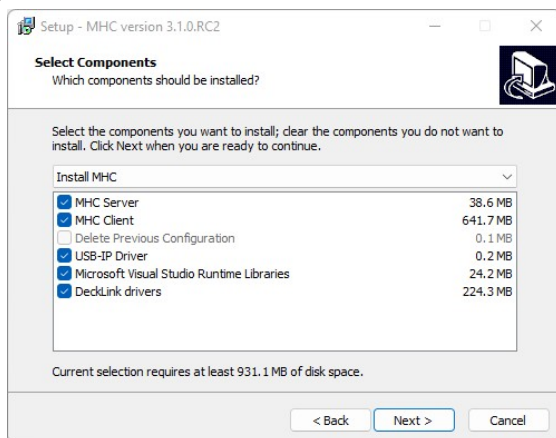 Setup - MHC version 3.1.0.RC2
Select Components
Which components should be installed?
Select the components you want to install; clear the components you do not want to
install. Click Next when you are ready to continue.
Install MHC
MHC Server 38.6 MB
MHC Client 641.7 MB
Delete Previous Configuration 0.1 MB
USB-IP Driver 0.2 MB
Microsoft Visual Studio Runtime Libraries 24.2 MB
DeckLink drivers 224.3 MB
Current selection requires at least 931.1 MB of disk space.
< Back Next > Cancel